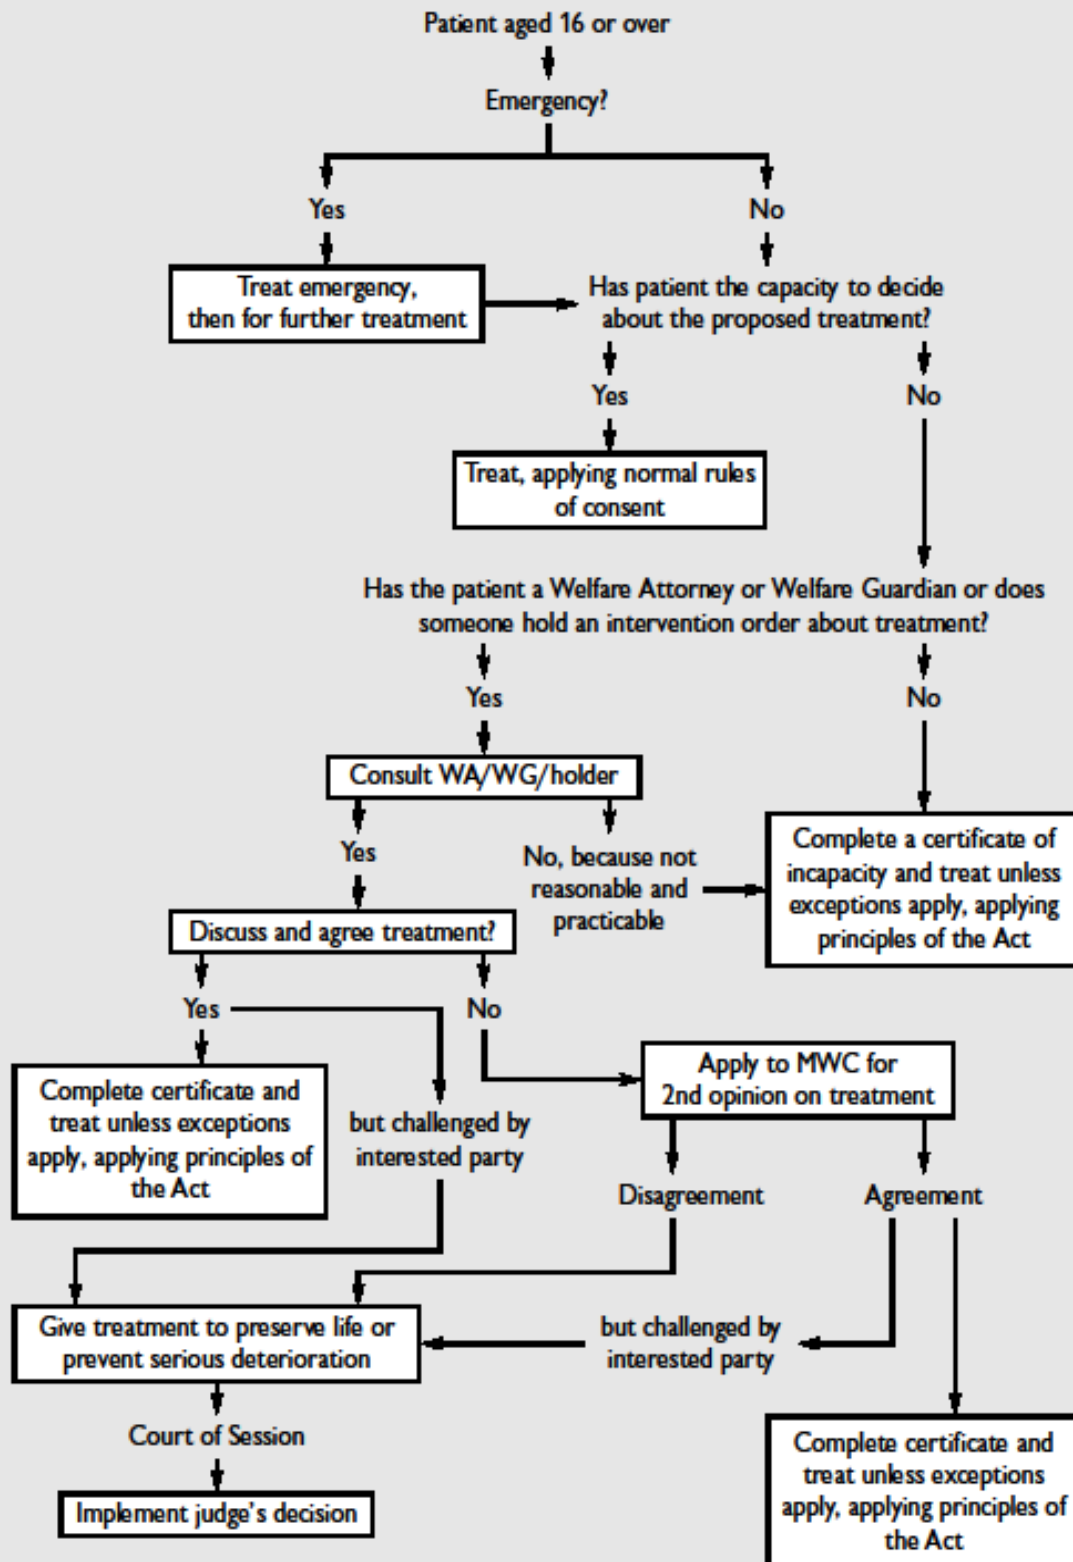 Patient aged 16 or over
Emergency?
Yes
No
Treat emergency,
then for further treatment
Has patient the capacity to decide
about the proposed treatment?
Yes
No
Treat, applying normal rules
of consent
Has the patient a Welfare Attorney or Welfare Guardian or does
someone hold an intervention order about treatment?
Yes
No
Consult WA/WG/holder
Yes
No, because not
reasonable and
practicable
Complete a certificate of
incapacity and treat unless
exceptions apply, applying
principles of the Act
Discuss and agree treatment?
Yes
No
Complete certificate and
treat unless exceptions
apply, applying principles of
the Act
but challenged by
interested party
Apply to MWC for
2nd opinion on treatment
Disagreement
Agreement
Give treatment to preserve life or
prevent serious deterioration
but challenged by
interested party
Court of Session
Implement judge's decision
Complete certificate and
treat unless exceptions
apply, applying principles of
the Act